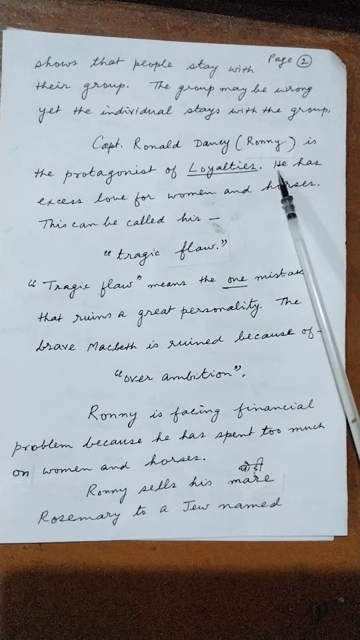 shows that people stay with Page 2
their group. The group may be wrong
yet the individual stays with the group.
Capt. Ronald Dancy (Ronny) is
the protagonist of Loyalties. He has
excess love for women and horses.
This can be called his —
"tragic flaw."
"Tragic flaw" means the one mistak
that ruins a great personality. The
brave Macbeth is ruined because of –
"over ambition".
Ronny is facing financial
problem because he has spent too much
on women and horses.
घोड़ी
Ronny sells his mare
Rosemary to a Jew named